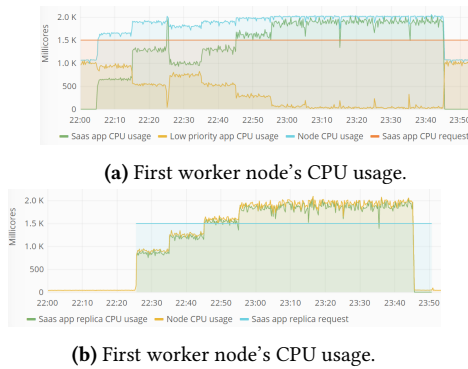 Millicores
2.0 K
1.5 K
1.0 K
500
0
22:00 22:10 22:20 22:30 22:40 22:50 23:00 23:10 23:20 23:30 23:40 23:50
Saas app CPU usage Low priority app CPU usage Node CPU usage Saas app CPU request
(a) First worker node's CPU usage.
Millicores
2.0 K
1.5 K
1.0 K
500
0
22:00 22:10 22:20 22:30 22:40 22:50 23:00 23:10 23:20 23:30 23:40 23:50
Saas app replica CPU usage Node CPU usage Saas app replica request
(b) First worker node's CPU usage.